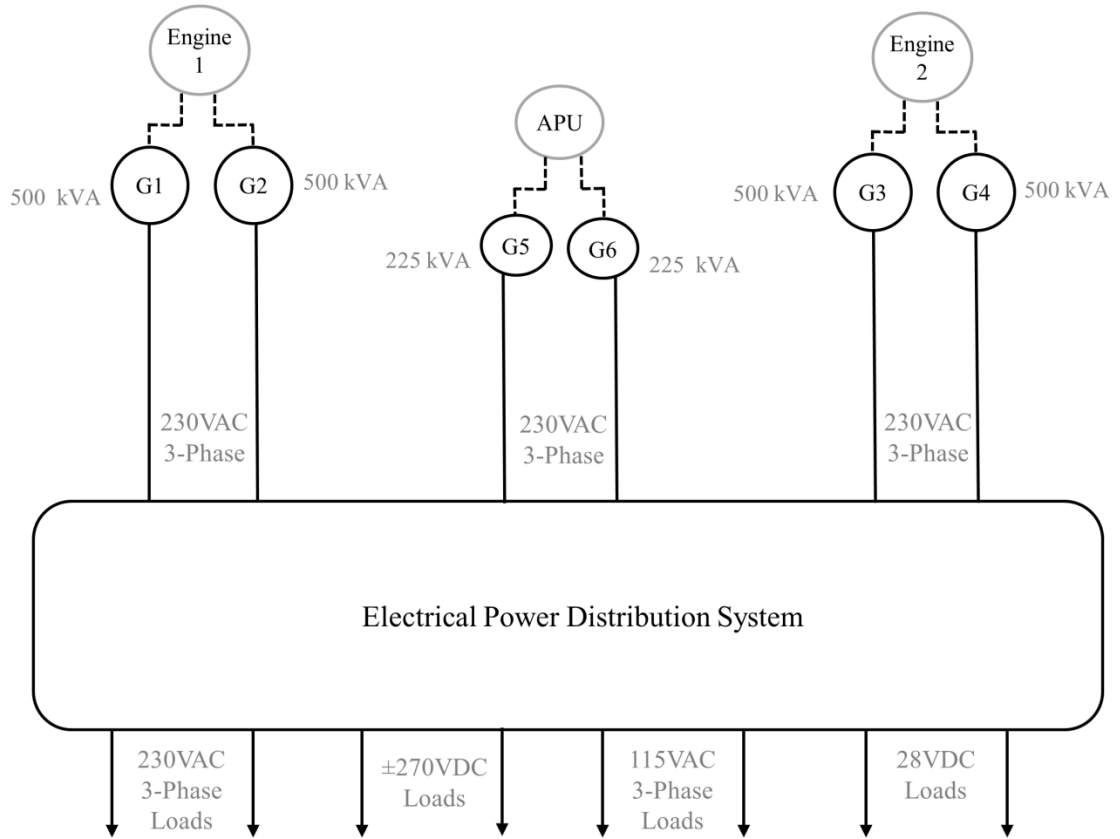 Engine
1
Engine
2
APU
G1
G2
G3
G4
500 kVA
500 kVA
500 kVA
500 kVA
G5
G6
225 kVA
225 kVA
230VAC
3-Phase
230VAC
3-Phase
230VAC
3-Phase
Electrical Power Distribution System
230VAC
3-Phase
Loads
±270VDC
Loads
115VAC
3-Phase
Loads
28VDC
Loads